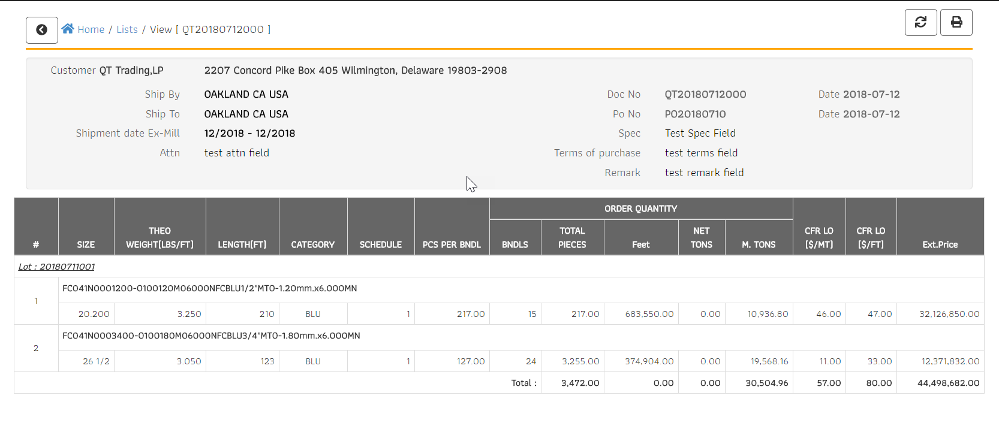 Home / Lists / View [ QT20180712000 ]
Customer QT Trading,LP 2207 Concord Pike Box 405 Wilmington, Delaware 19803-2908
Ship By OAKLAND CA USA Doc No QT20180712000 Date 2018-07-12
Ship To OAKLAND CA USA Po No PO20180710 Date 2018-07-12
Shipment date Ex-Mill 12/2018 - 12/2018 Spec Test Spec Field
Attn test attn field Terms of purchase test terms field
Remark test remark field
ORDER QUANTITY
# SIZE THEO WEIGHT[LBS/FT] LENGTH[FT] CATEGORY SCHEDULE PCS PER BNDL BNDLS TOTAL PIECES Feet NET TONS M. TONS CFR LO [$/MT] CFR LO [$/FT] Ext.Price
Lot : 20180711001
1 FC041N0001200-0100120M06000NFCBLU1/2'MTO-1.20mm.x6.000MN
20.200 3.250 210 BLU 1 217.00 15 217.00 683,550.00 0.00 10,936.80 46.00 47.00 32,126,850.00
2 FC041N0003400-0100180M06000NFCBLU3/4'MTO-1.80mm.x6.000MN
26 1/2 3.050 123 BLU 1 127.00 24 3,255.00 374,904.00 0.00 19,568.16 11.00 33.00 12,371,832.00
Total : 3,472.00 0.00 0.00 30,504.96 57.00 80.00 44,498,682.00